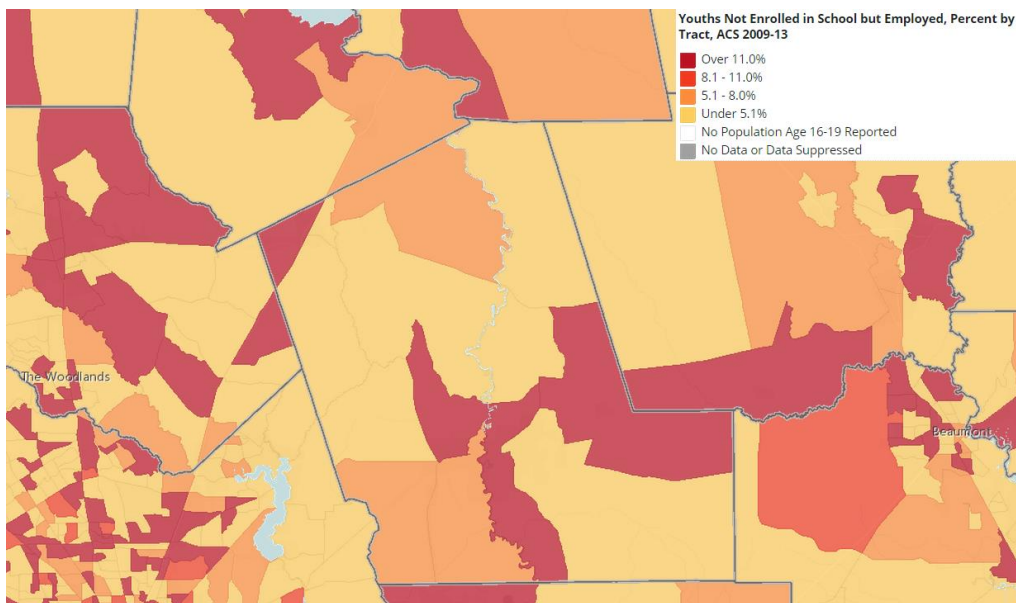 Youths Not Enrolled in School but Employed, Percent by
Tract, ACS 2009-13
Over 11.0%
8.1 - 11.0%
5.1 - 8.0%
Under 5.1%
No Population Age 16-19 Reported
No Data or Data Suppressed
The Woodlands
Beaumont